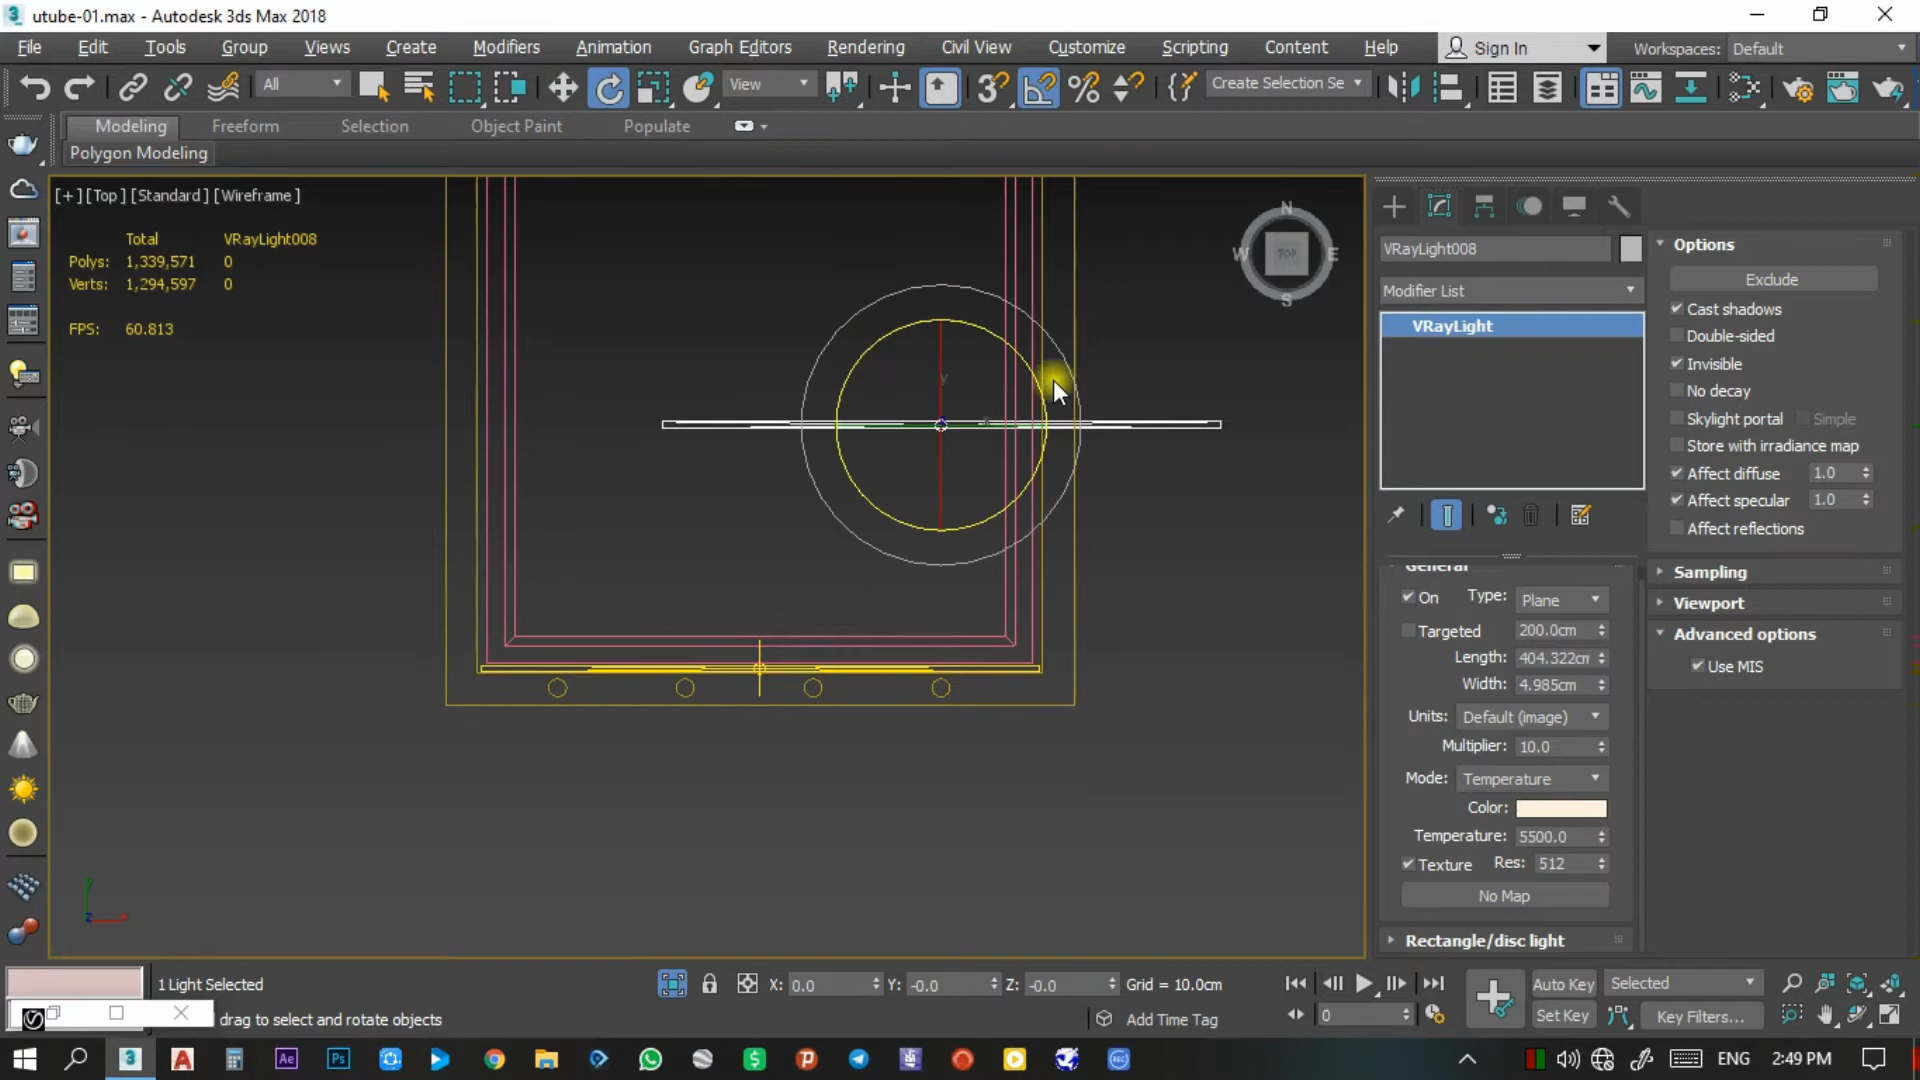 utube-01.max - Autodesk 3ds Max 2018
File Edit Tools Group Views Create Modifiers Animation Graph Editors Rendering Civil View Customize Scripting Content Help Sign In Workspaces: Default
All View Create Selection Se
Modeling Freeform Selection Object Paint Populate
Polygon Modeling
[+] [Top ] [Standard ] [Wireframe ]
Total VRayLight008
Polys: 1,339,571 0
Verts: 1,294,597 0
FPS: 60.813
N
W TOP E
S
y
x
VRayLight008
Modifier List
VRayLight
General
On Type: Plane
Targeted 200.0cm
Length: 404.322cm
Width: 4.985cm
Units: Default (image)
Multiplier: 10.0
Mode: Temperature
Color:
Temperature: 5500.0
Texture Res: 512
No Map
Rectangle/disc light
Options
Exclude
Cast shadows
Double-sided
Invisible
No decay
Skylight portal Simple
Store with irradiance map
Affect diffuse 1.0
Affect specular 1.0
Affect reflections
Sampling
Viewport
Advanced options
Use MIS
1 Light Selected X: 0.0 Y: -0.0 Z: -0.0 Grid = 10.0cm Auto Key Selected
drag to select and rotate objects Add Time Tag 0 Set Key Key Filters...
ENG 2:49 PM